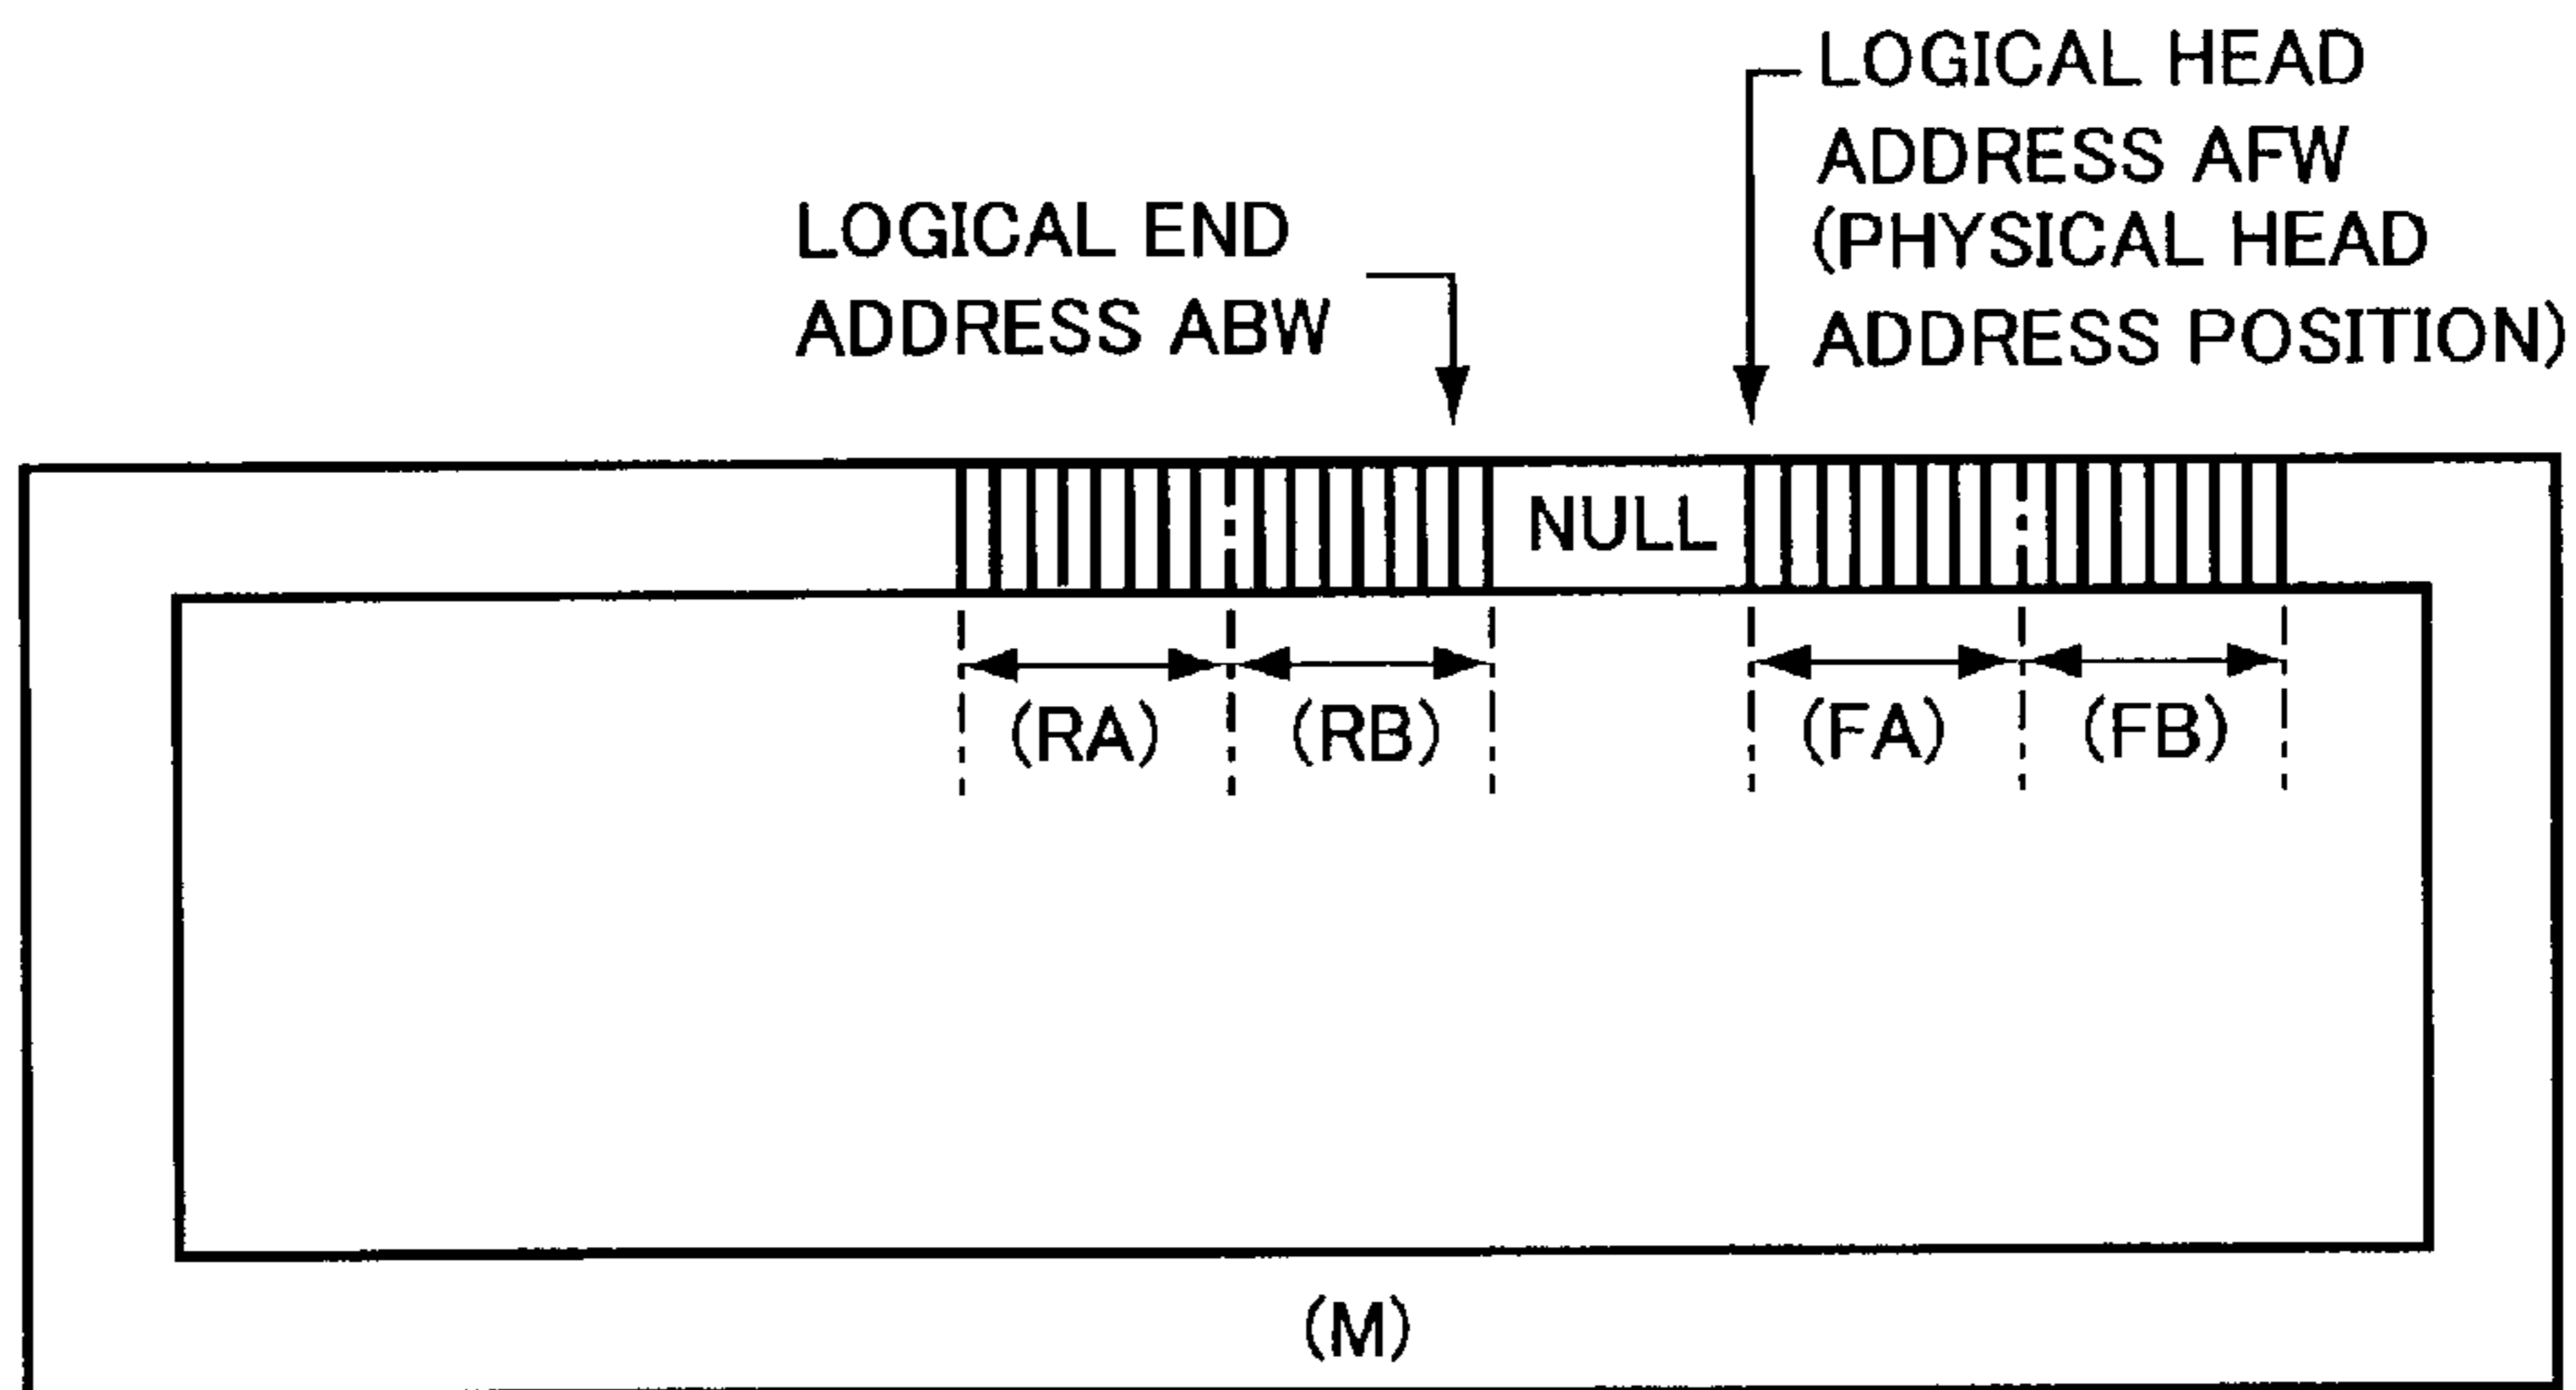 LOGICAL HEAD
ADDRESS AFW
(PHYSICAL HEAD
ADDRESS POSITION)
LOGICAL END
ADDRESS ABW
NULL
(RA) (RB) (FA) (FB)
(M)